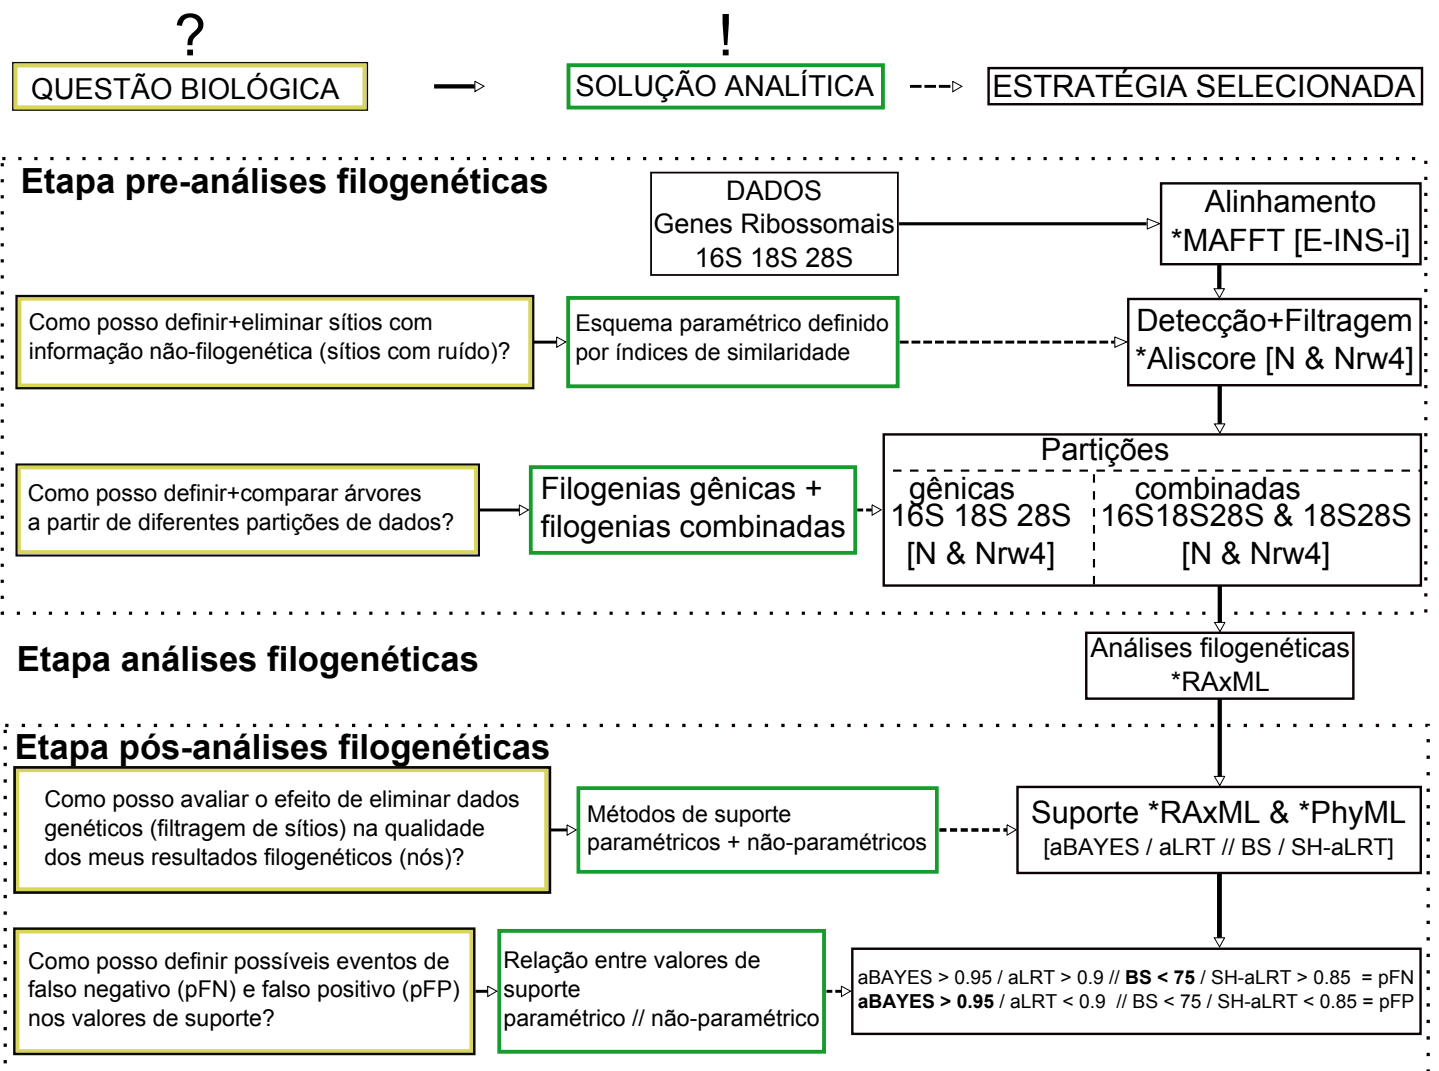 ?
!
QUESTÃO BIOLÓGICA
SOLUÇÃO ANALÍTICA
ESTRATÉGIA SELECIONADA
Etapa pre-análises filogenéticas
DADOS
Genes Ribossomais
16S 18S 28S
Alinhamento
*MAFFT [E-INS-i]
Como posso definir+eliminar sítios com
informação não-filogenética (sítios com ruído)?
Esquema paramétrico definido
por índices de similaridade
Detecção+Filtragem
*Aliscore [N & Nrw4]
Como posso definir+comparar árvores
a partir de diferentes partições de dados?
Filogenias gênicas +
filogenias combinadas
Partições
gênicas
16S 18S 28S
[N & Nrw4]
combinadas
16S18S28S & 18S28S
[N & Nrw4]
Etapa análises filogenéticas
Análises filogenéticas
*RAxML
Etapa pós-análises filogenéticas
Como posso avaliar o efeito de eliminar dados
genéticos (filtragem de sítios) na qualidade
dos meus resultados filogenéticos (nós)?
Métodos de suporte
paramétricos + não-paramétricos
Suporte *RAxML & *PhyML
[aBAYES / aLRT // BS / SH-aLRT]
Como posso definir possíveis eventos de
falso negativo (pFN) e falso positivo (pFP)
nos valores de suporte?
Relação entre valores de
suporte
paramétrico // não-paramétrico
aBAYES > 0.95 / aLRT > 0.9 // BS < 75 / SH-aLRT > 0.85 = pFN
aBAYES > 0.95 / aLRT < 0.9 // BS < 75 / SH-aLRT < 0.85 = pFP